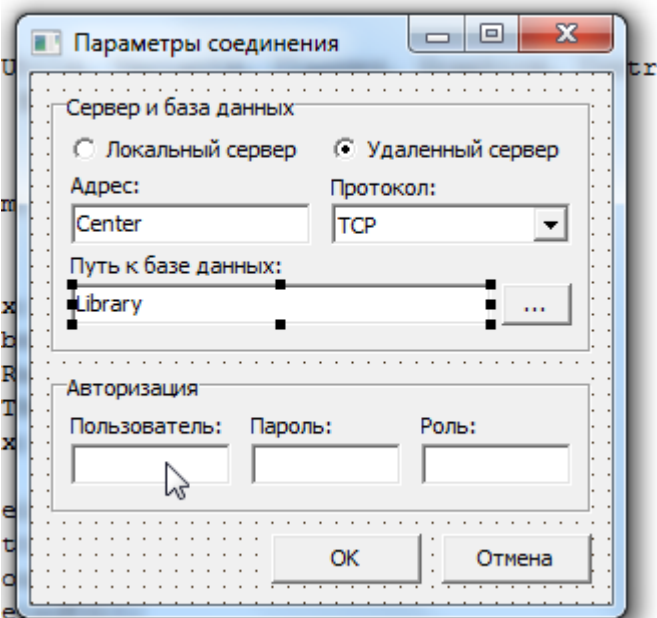 Параметры соединения
Сервер и база данных
Локальный сервер Удаленный сервер
Адрес: Протокол:
Center TCP
Путь к базе данных:
Library ...
Авторизация
Пользователь: Пароль: Роль:
OK Отмена